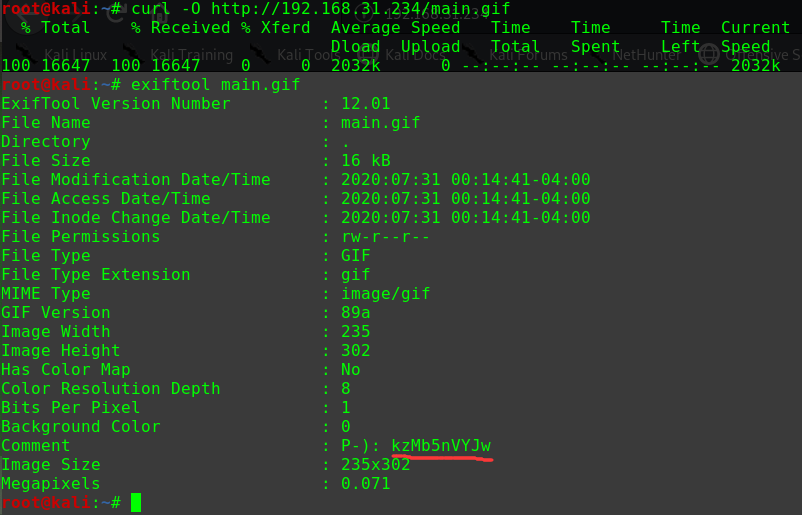 root@kali:~# curl -O http://192.168.31.234/main.gif
  % Total    % Received % Xferd  Average Speed   Time    Time     Time  Current
                                 Dload  Upload   Total   Spent    Left  Speed
100 16647  100 16647    0     0  2032k      0 --:--:-- --:--:-- --:--:-- 2032k
root@kali:~# exiftool main.gif
ExifTool Version Number         : 12.01
File Name                       : main.gif
Directory                       : .
File Size                       : 16 kB
File Modification Date/Time     : 2020:07:31 00:14:41-04:00
File Access Date/Time           : 2020:07:31 00:14:41-04:00
File Inode Change Date/Time     : 2020:07:31 00:14:41-04:00
File Permissions                : rw-r--r--
File Type                       : GIF
File Type Extension             : gif
MIME Type                       : image/gif
GIF Version                     : 89a
Image Width                     : 235
Image Height                    : 302
Has Color Map                   : No
Color Resolution Depth          : 8
Bits Per Pixel                  : 1
Background Color                : 0
Comment                         : P-): kzMb5nVYJw
Image Size                      : 235x302
Megapixels                      : 0.071
root@kali:~#